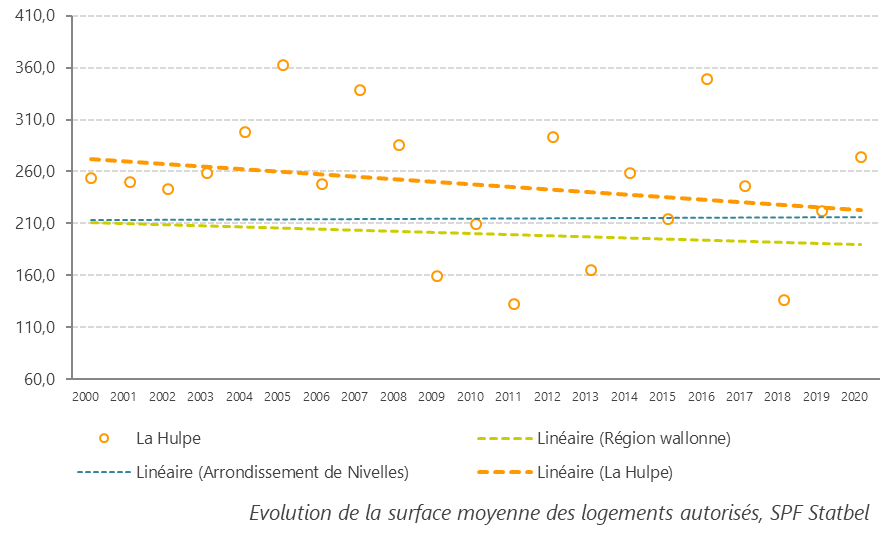 410,0
360,0
310,0
260,0
210,0
160,0
110,0
60,0
2000 2001 2002 2003 2004 2005 2006 2007 2008 2009 2010 2011 2012 2013 2014 2015 2016 2017 2018 2019 2020
La Hulpe Linéaire (Région wallonne)
Linéaire (Arrondissement de Nivelles) Linéaire (La Hulpe)
Evolution de la surface moyenne des logements autorisés, SPF Statbel